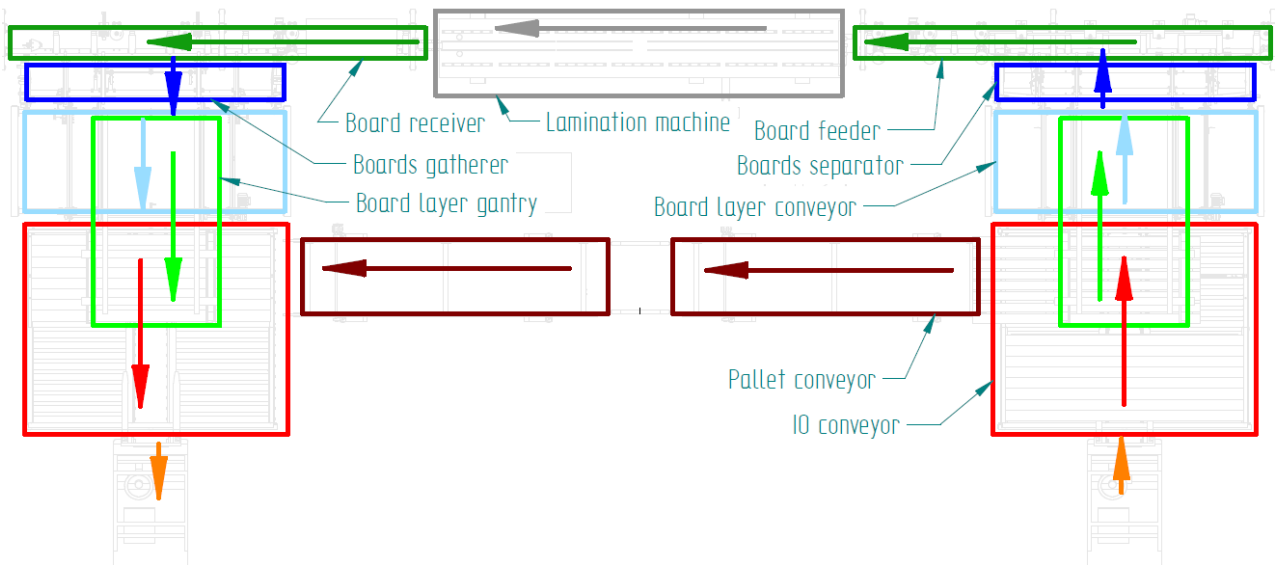 Board receiver
Lamination machine
Board feeder
Boards gatherer
Boards separator
Board layer gantry
Board layer conveyor
Pallet conveyor
IO conveyor